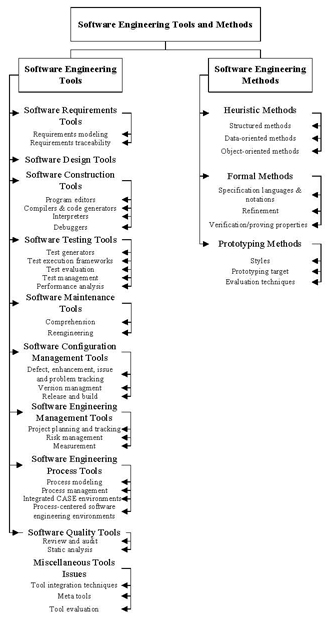 Software Engineering Tools and Methods
Software Engineering
Tools
Software Requirements
Tools
Requirements modeling
Requirements traceability
Software Design Tools
Software Construction
Tools
Program editors
Compilers & code generators
Interpreters
Debuggers
Software Testing Tools
Test generators
Test execution frameworks
Test evaluation
Test management
Performance analysis
Software Maintenance
Tools
Comprehension
Reengineering
Software Configuration
Management Tools
Defect, enhancement, issue
and problem tracking
Version managment
Release and build
Software Engineering
Management Tools
Project planning and tracking
Risk management
Measurement
Software Engineering
Process Tools
Process modeling
Process management
Integrated CASE environments
Process-centered software
engineering environments
Software Quality Tools
Review and audit
Static analysis
Miscellaneous Tools
Issues
Tool integration techniques
Meta tools
Tool evaluation
Software Engineering
Methods
Heuristic Methods
Structured methods
Data-oriented methods
Object-oriented methods
Formal Methods
Specification languages &
notations
Refinement
Verification/proving properties
Prototyping Methods
Styles
Prototyping target
Evaluation techniques